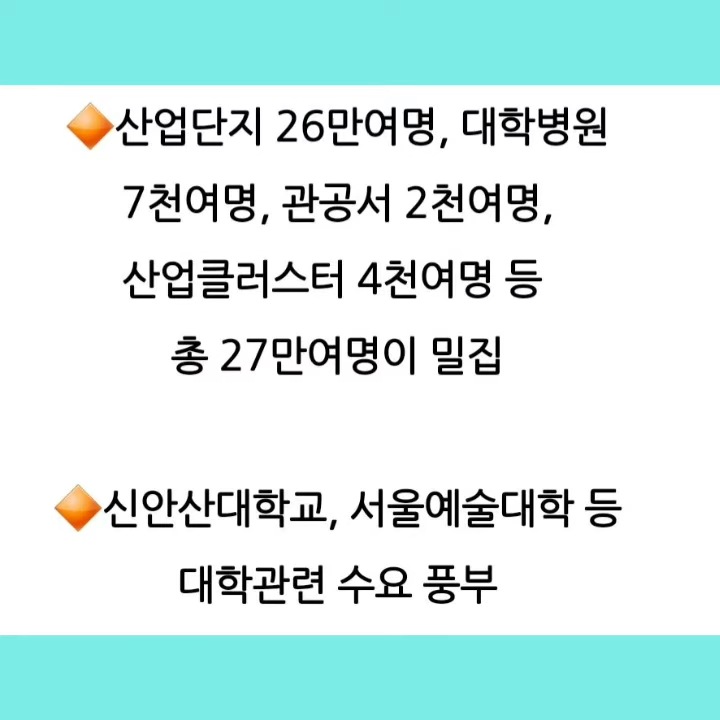 🔶산업단지 26만여명, 대학병원
7천여명, 관공서 2천여명,
산업클러스터 4천여명 등
총 27만여명이 밀집
🔶신안산대학교, 서울예술대학 등
대학관련 수요 풍부